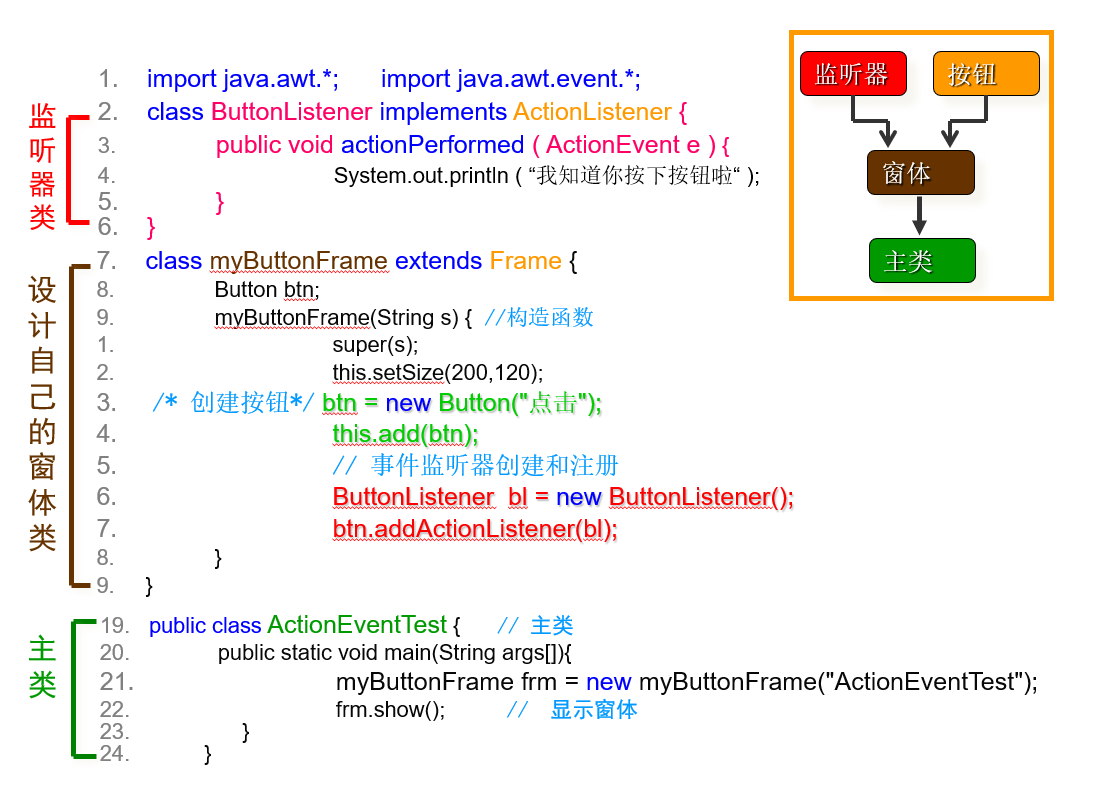 监听器
按钮
窗体
主类
监听器类
设计自己的窗体类
主类
1. import java.awt.*; import java.awt.event.*;
2. class ButtonListener implements ActionListener {
3. public void actionPerformed ( ActionEvent e ) {
4. System.out.println ( “我知道你按下按钮啦“ );
5. }
6. }
7. class myButtonFrame extends Frame {
8. Button btn;
9. myButtonFrame(String s) { //构造函数
1. super(s);
2. this.setSize(200,120);
3. /* 创建按钮*/ btn = new Button("点击");
4. this.add(btn);
5. // 事件监听器创建和注册
6. ButtonListener bl = new ButtonListener();
7. btn.addActionListener(bl);
8. }
9. }
19. public class ActionEventTest { // 主类
20. public static void main(String args[]){
21. myButtonFrame frm = new myButtonFrame("ActionEventTest");
22. frm.show(); // 显示窗体
23. }
24. }